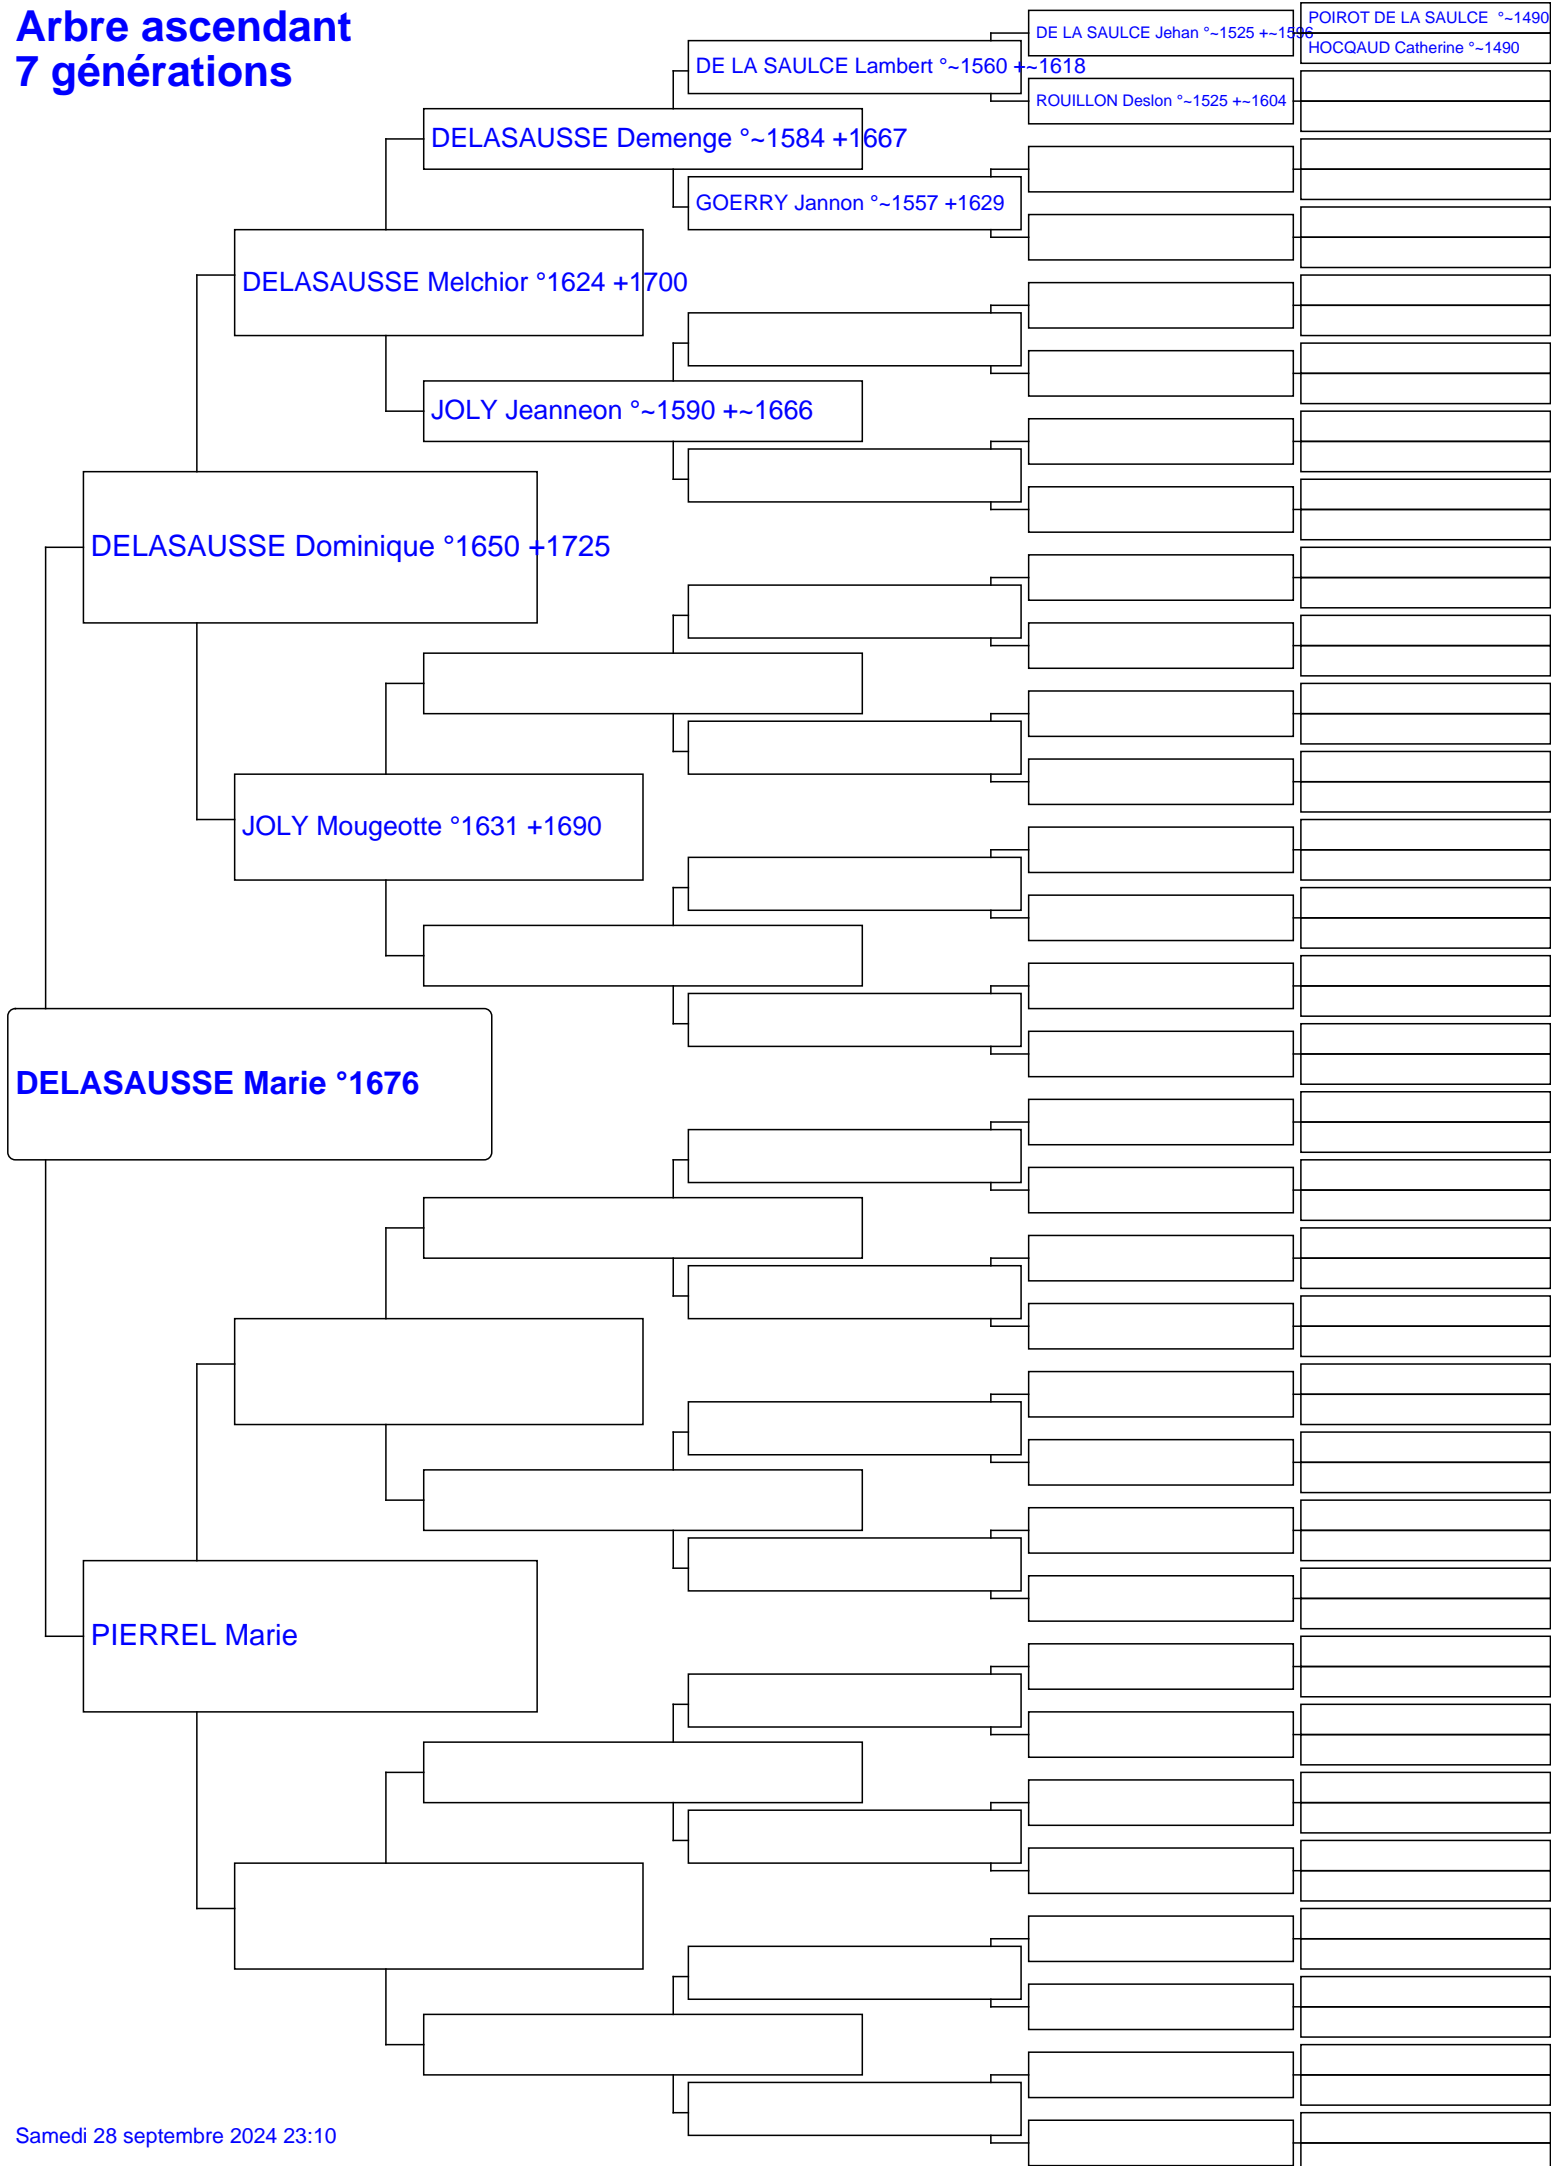 Arbre ascendant
7 générations
POIROT DE LA SAULCE °~1490
DE LA SAULCE Jehan °~1525 +~1596
HOCQAUD Catherine °~1490
DE LA SAULCE Lambert °~1560 +~1618
ROUILLON Deslon °~1525 +~1604
DELASAUSSE Demenge °~1584 +1667
GOERRY Jannon °~1557 +1629
DELASAUSSE Melchior °1624 +1700
JOLY Jeanneon °~1590 +~1666
DELASAUSSE Dominique °1650 +1725
JOLY Mougeotte °1631 +1690
DELASAUSSE Marie °1676
PIERREL Marie
Samedi 28 septembre 2024 23:10